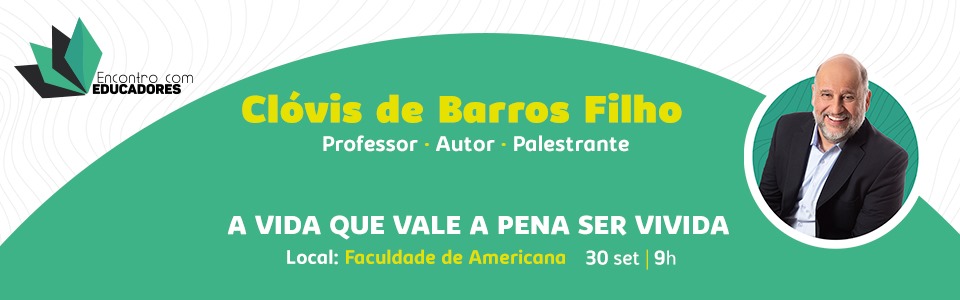 Encontro com
EDUCADORES
Clóvis de Barros Filho
Professor · Autor · Palestrante
A VIDA QUE VALE A PENA SER VIVIDA
Local: Faculdade de Americana 30 set | 9h